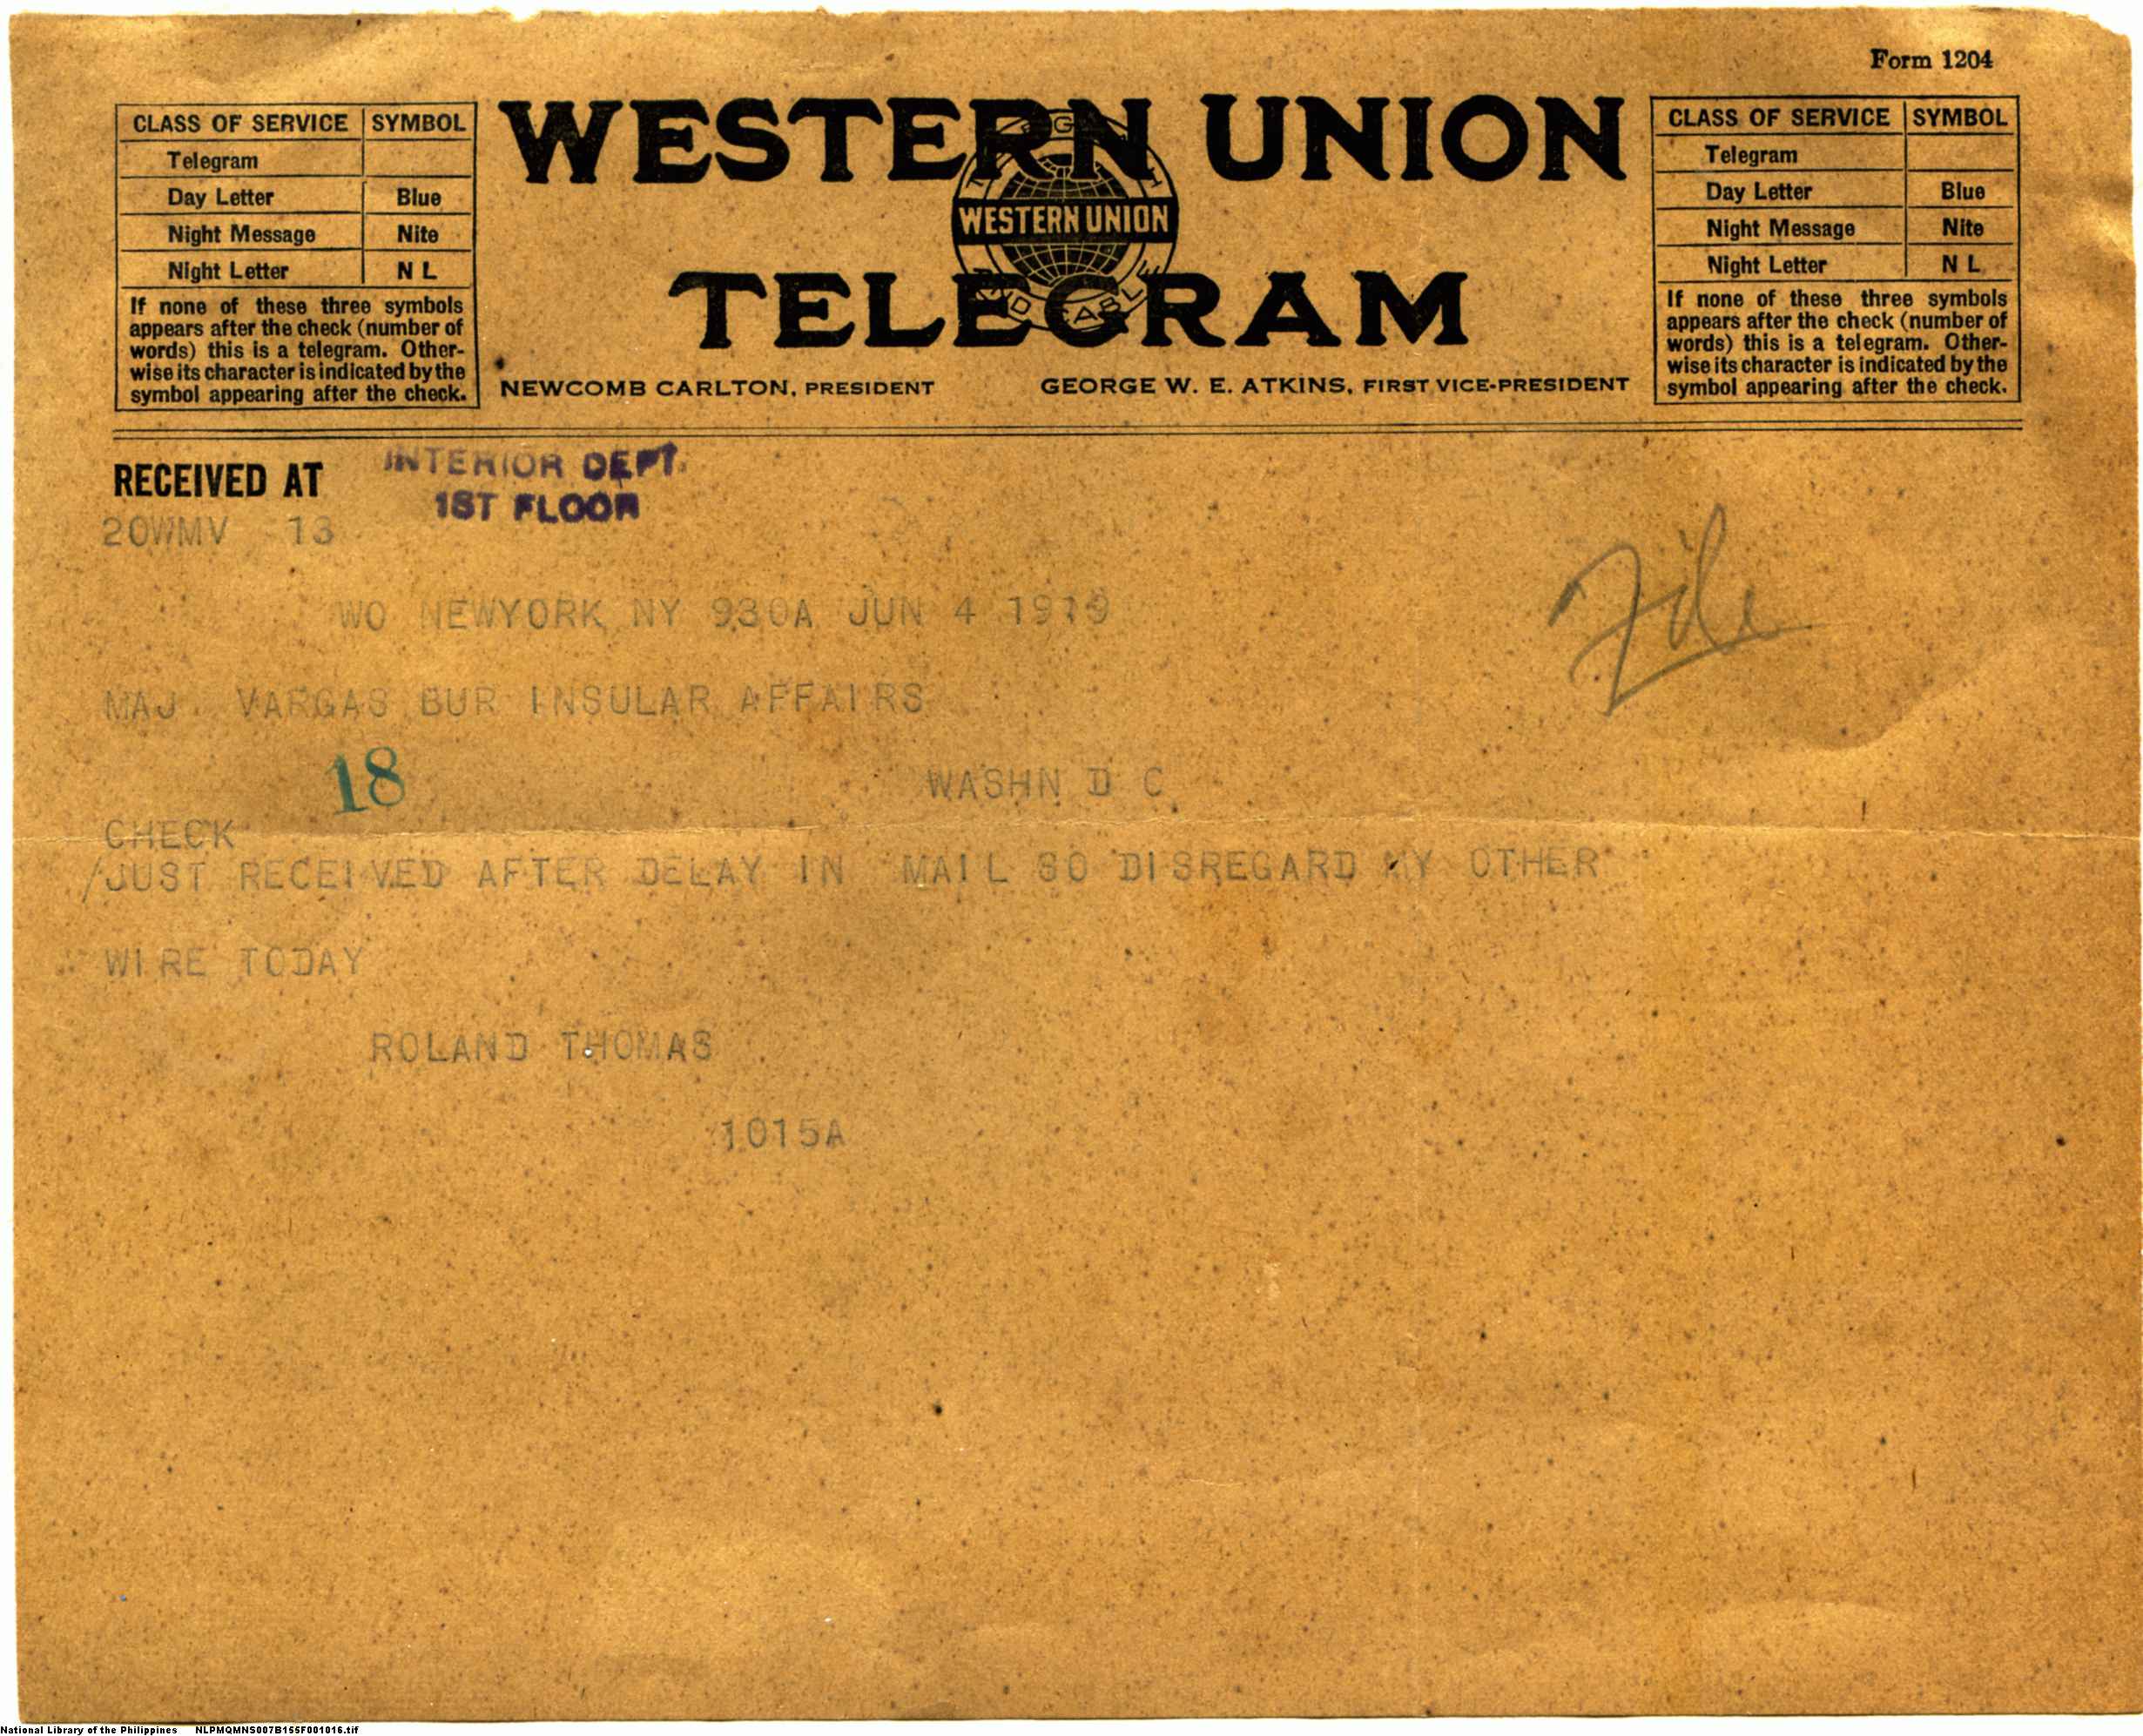 Form 1204
CLASS OF SERVICE SYMBOL
Telegram
Day Letter Blue
Night Message Nite
Night Letter N L
If none of these three symbols
appears after the check (number of
words) this is a telegram. Other-
wise its character is indicated by the
symbol appearing after the check.
WESTERN UNION
WESTERN UNION
TELEGRAM
NEWCOMB CARLTON, PRESIDENT GEORGE W. E. ATKINS, FIRST VICE-PRESIDENT
CLASS OF SERVICE SYMBOL
Telegram
Day Letter Blue
Night Message Nite
Night Letter N L
If none of these three symbols
appears after the check (number of
words) this is a telegram. Other-
wise its character is indicated by the
symbol appearing after the check.
RECEIVED AT
INTERIOR DEPT.
1ST FLOOR
20WMV 13
File
WO NEWYORK NY 930A JUN 4 1919
MAJ VARGAS BUR INSULAR AFFAIRS
18
WASHN D C
CHECK
/JUST RECEIVED AFTER DELAY IN MAIL SO DISREGARD MY OTHER
WIRE TODAY
ROLAND THOMAS
1015A
National Library of the Philippines NLPMQMNS007B155F001016.tif